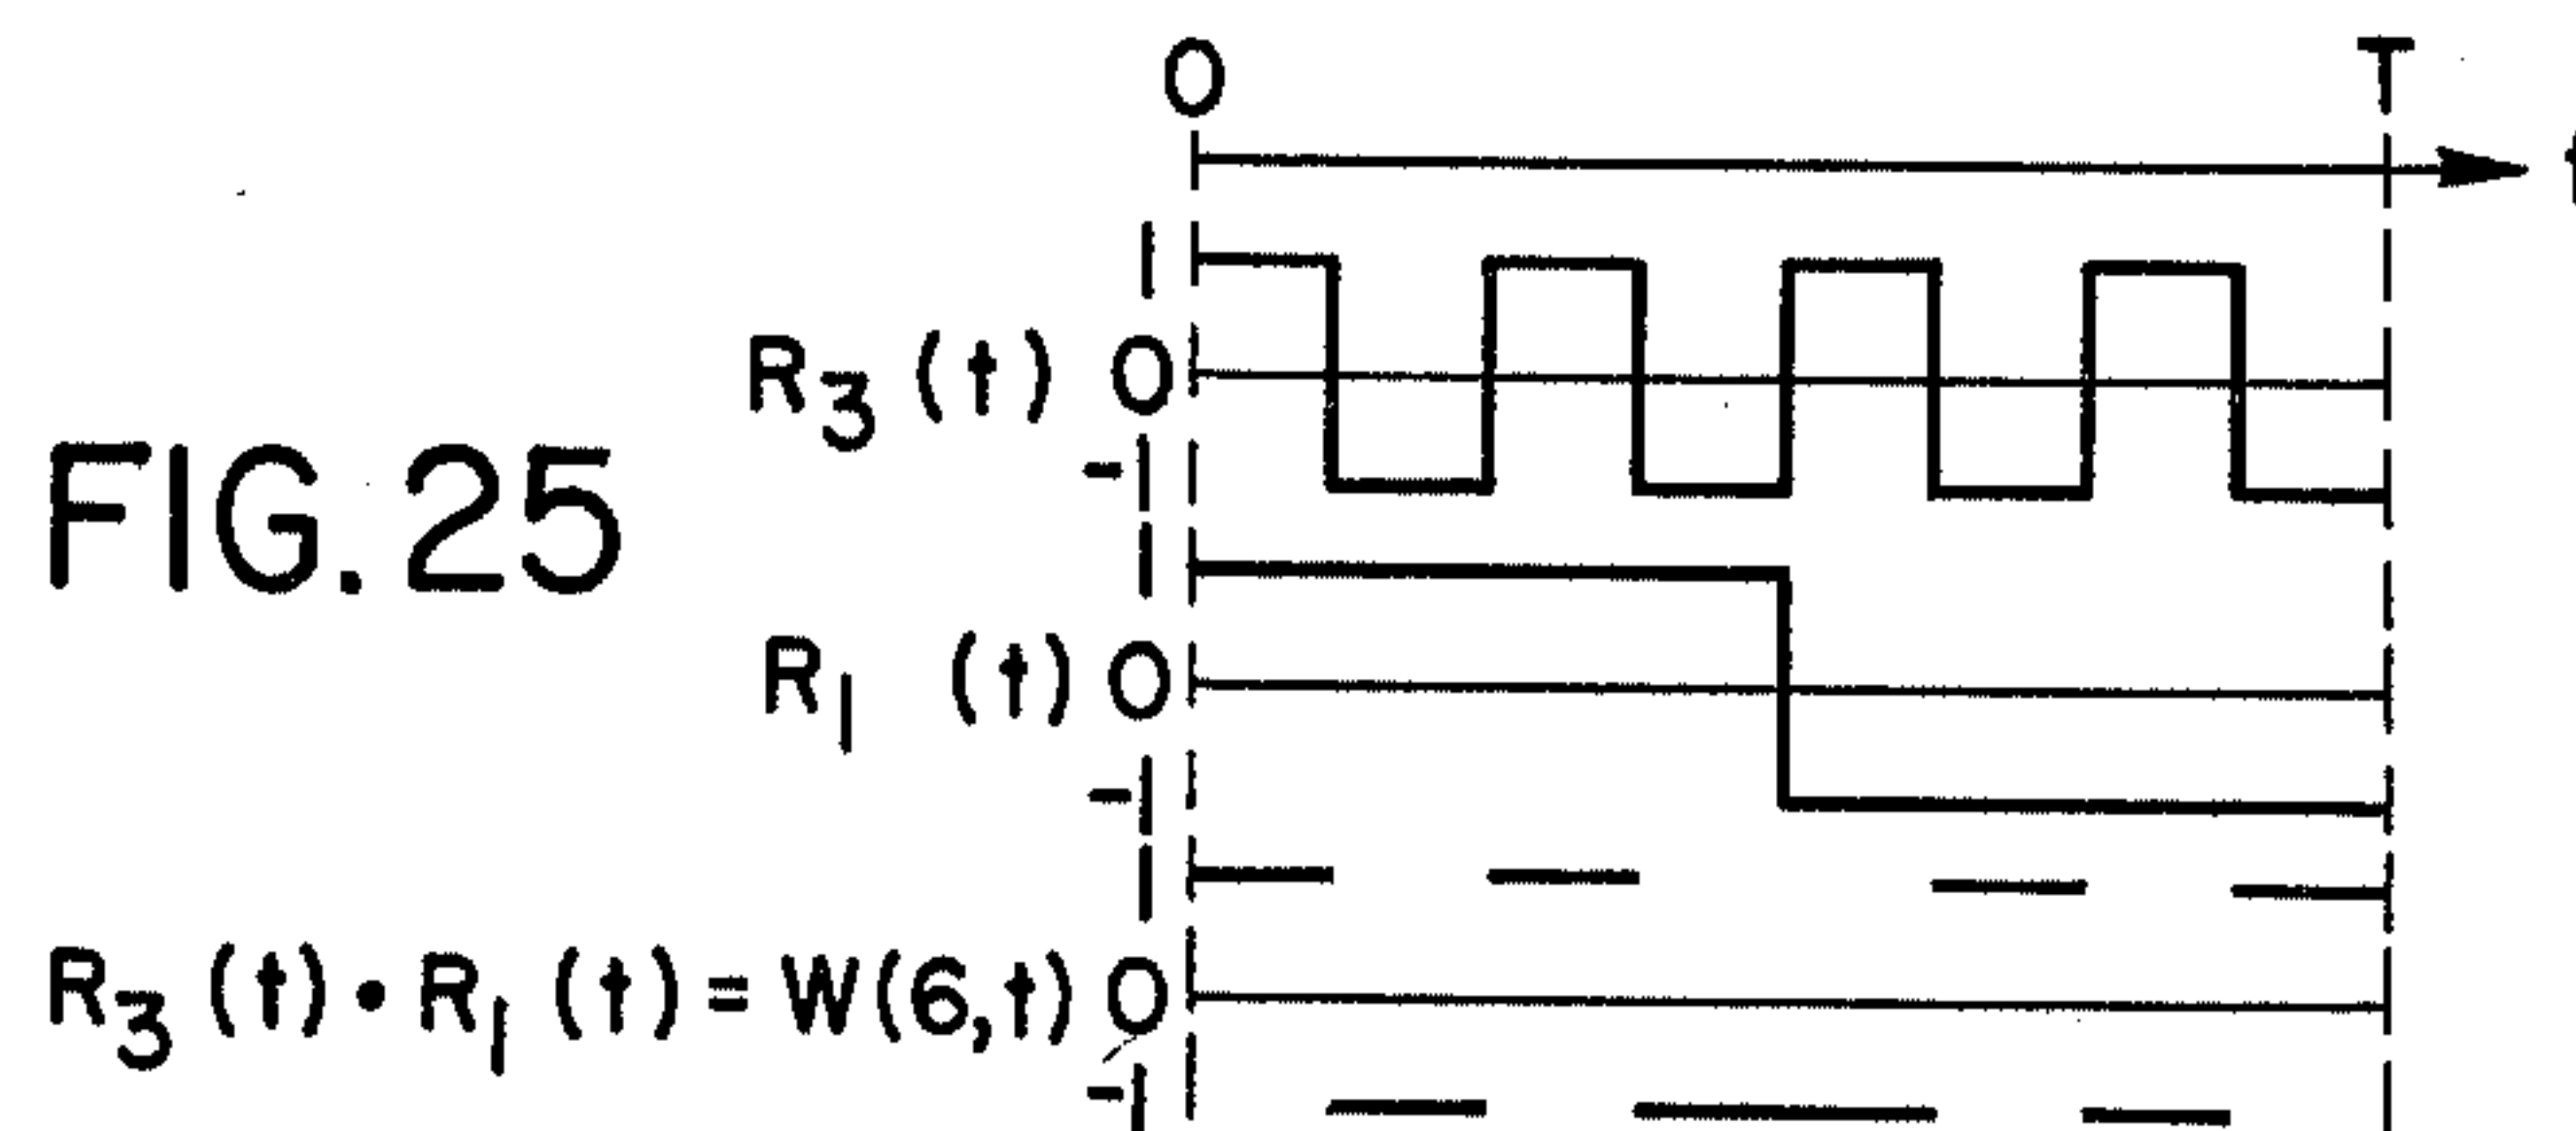 0 T
t
1
R3 (t) 0
-1
FIG. 25
1
R1 (t) 0
-1
1
R3 (t) • R1 (t) = W(6,t) 0
-1